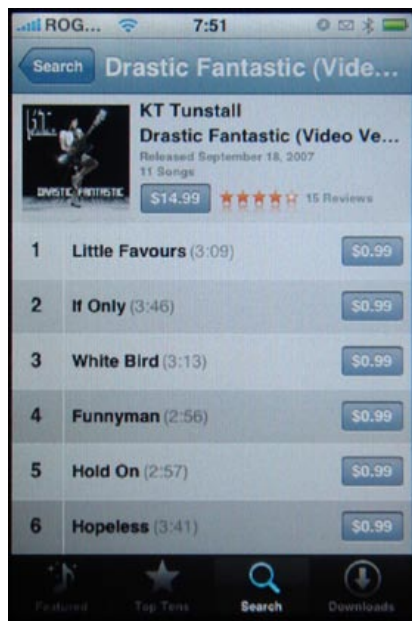 ROG... 7:51
Search Drastic Fantastic (Vide...
KT Tunstall
Drastic Fantastic (Video Ve...
Released September 18, 2007
11 Songs
$14.99 15 Reviews
DRASTIC FANTASTIC
1 Little Favours (3:09) $0.99
2 If Only (3:46) $0.99
3 White Bird (3:13) $0.99
4 Funnyman (2:56) $0.99
5 Hold On (2:57) $0.99
6 Hopeless (3:41) $0.99
Featured Top Tens Search Downloads